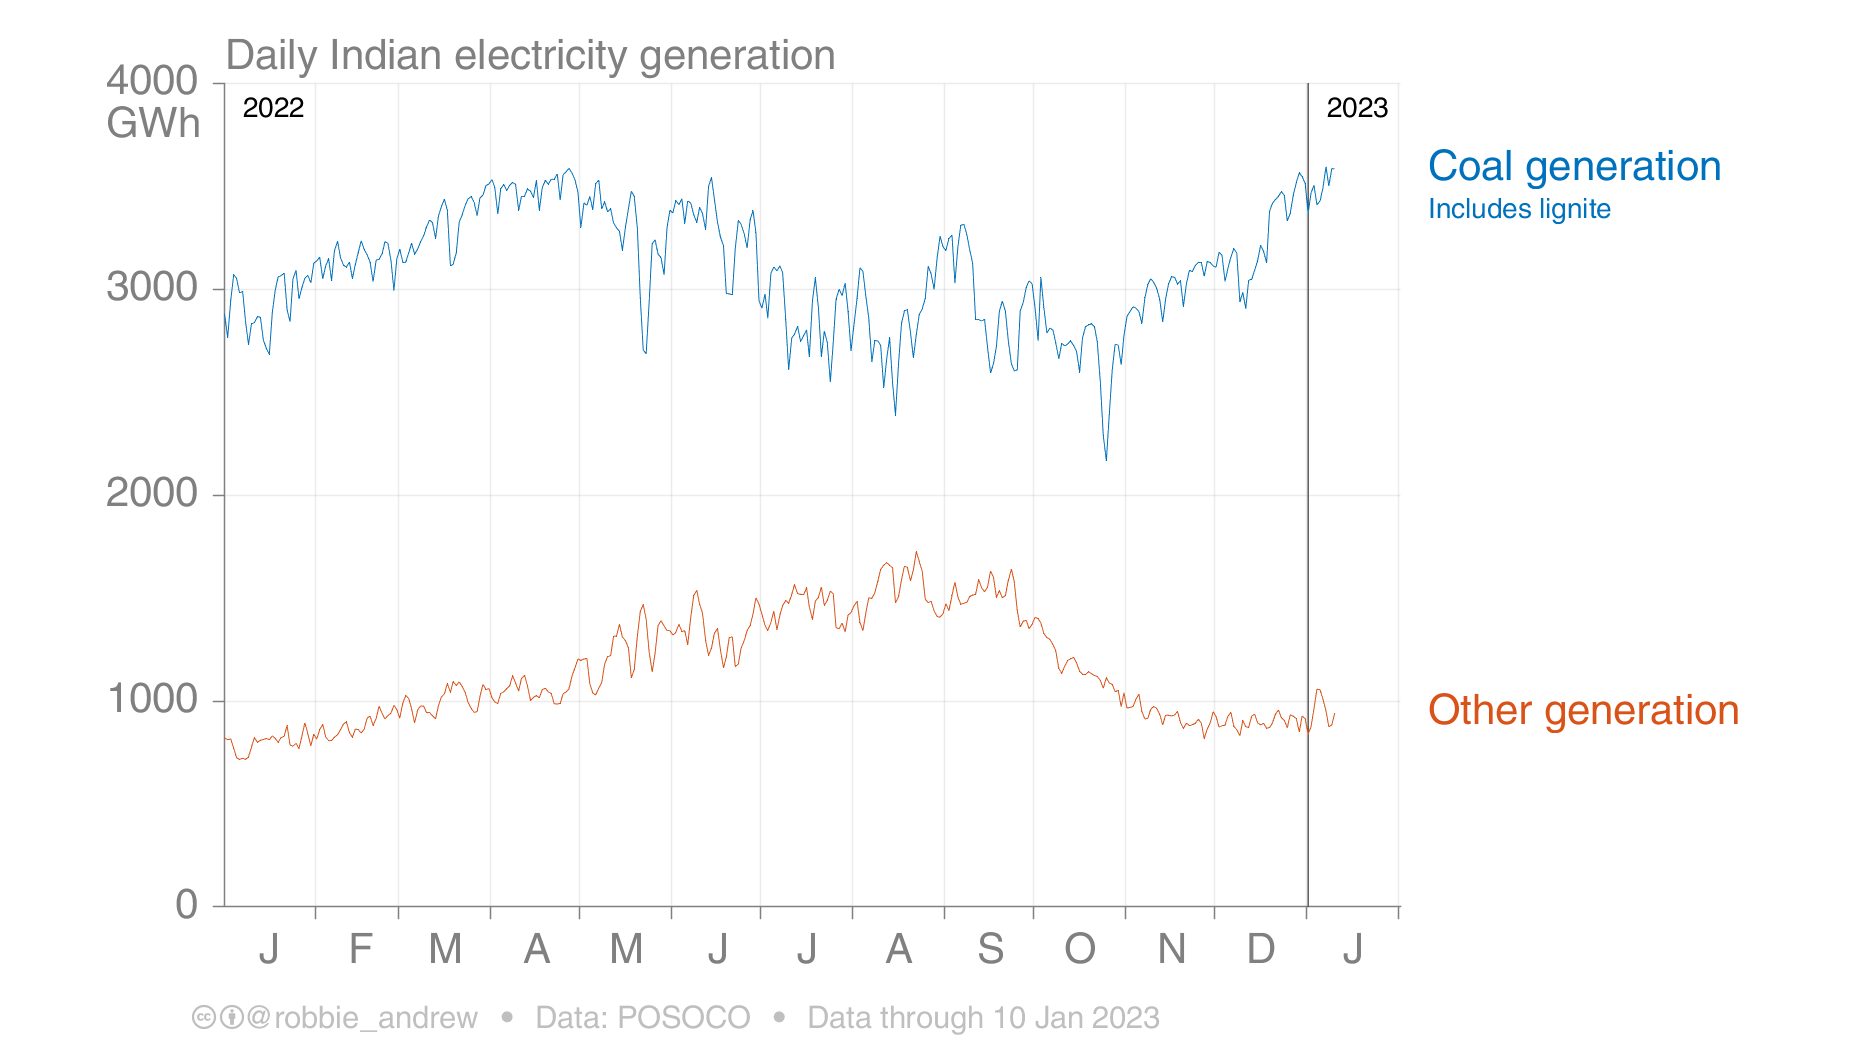 Daily Indian electricity generation
4000
GWh
2022
2023
Coal generation
Includes lignite
3000
2000
1000
Other generation
0
J F M A M J J A S O N D J
@robbie_andrew • Data: POSOCO • Data through 10 Jan 2023